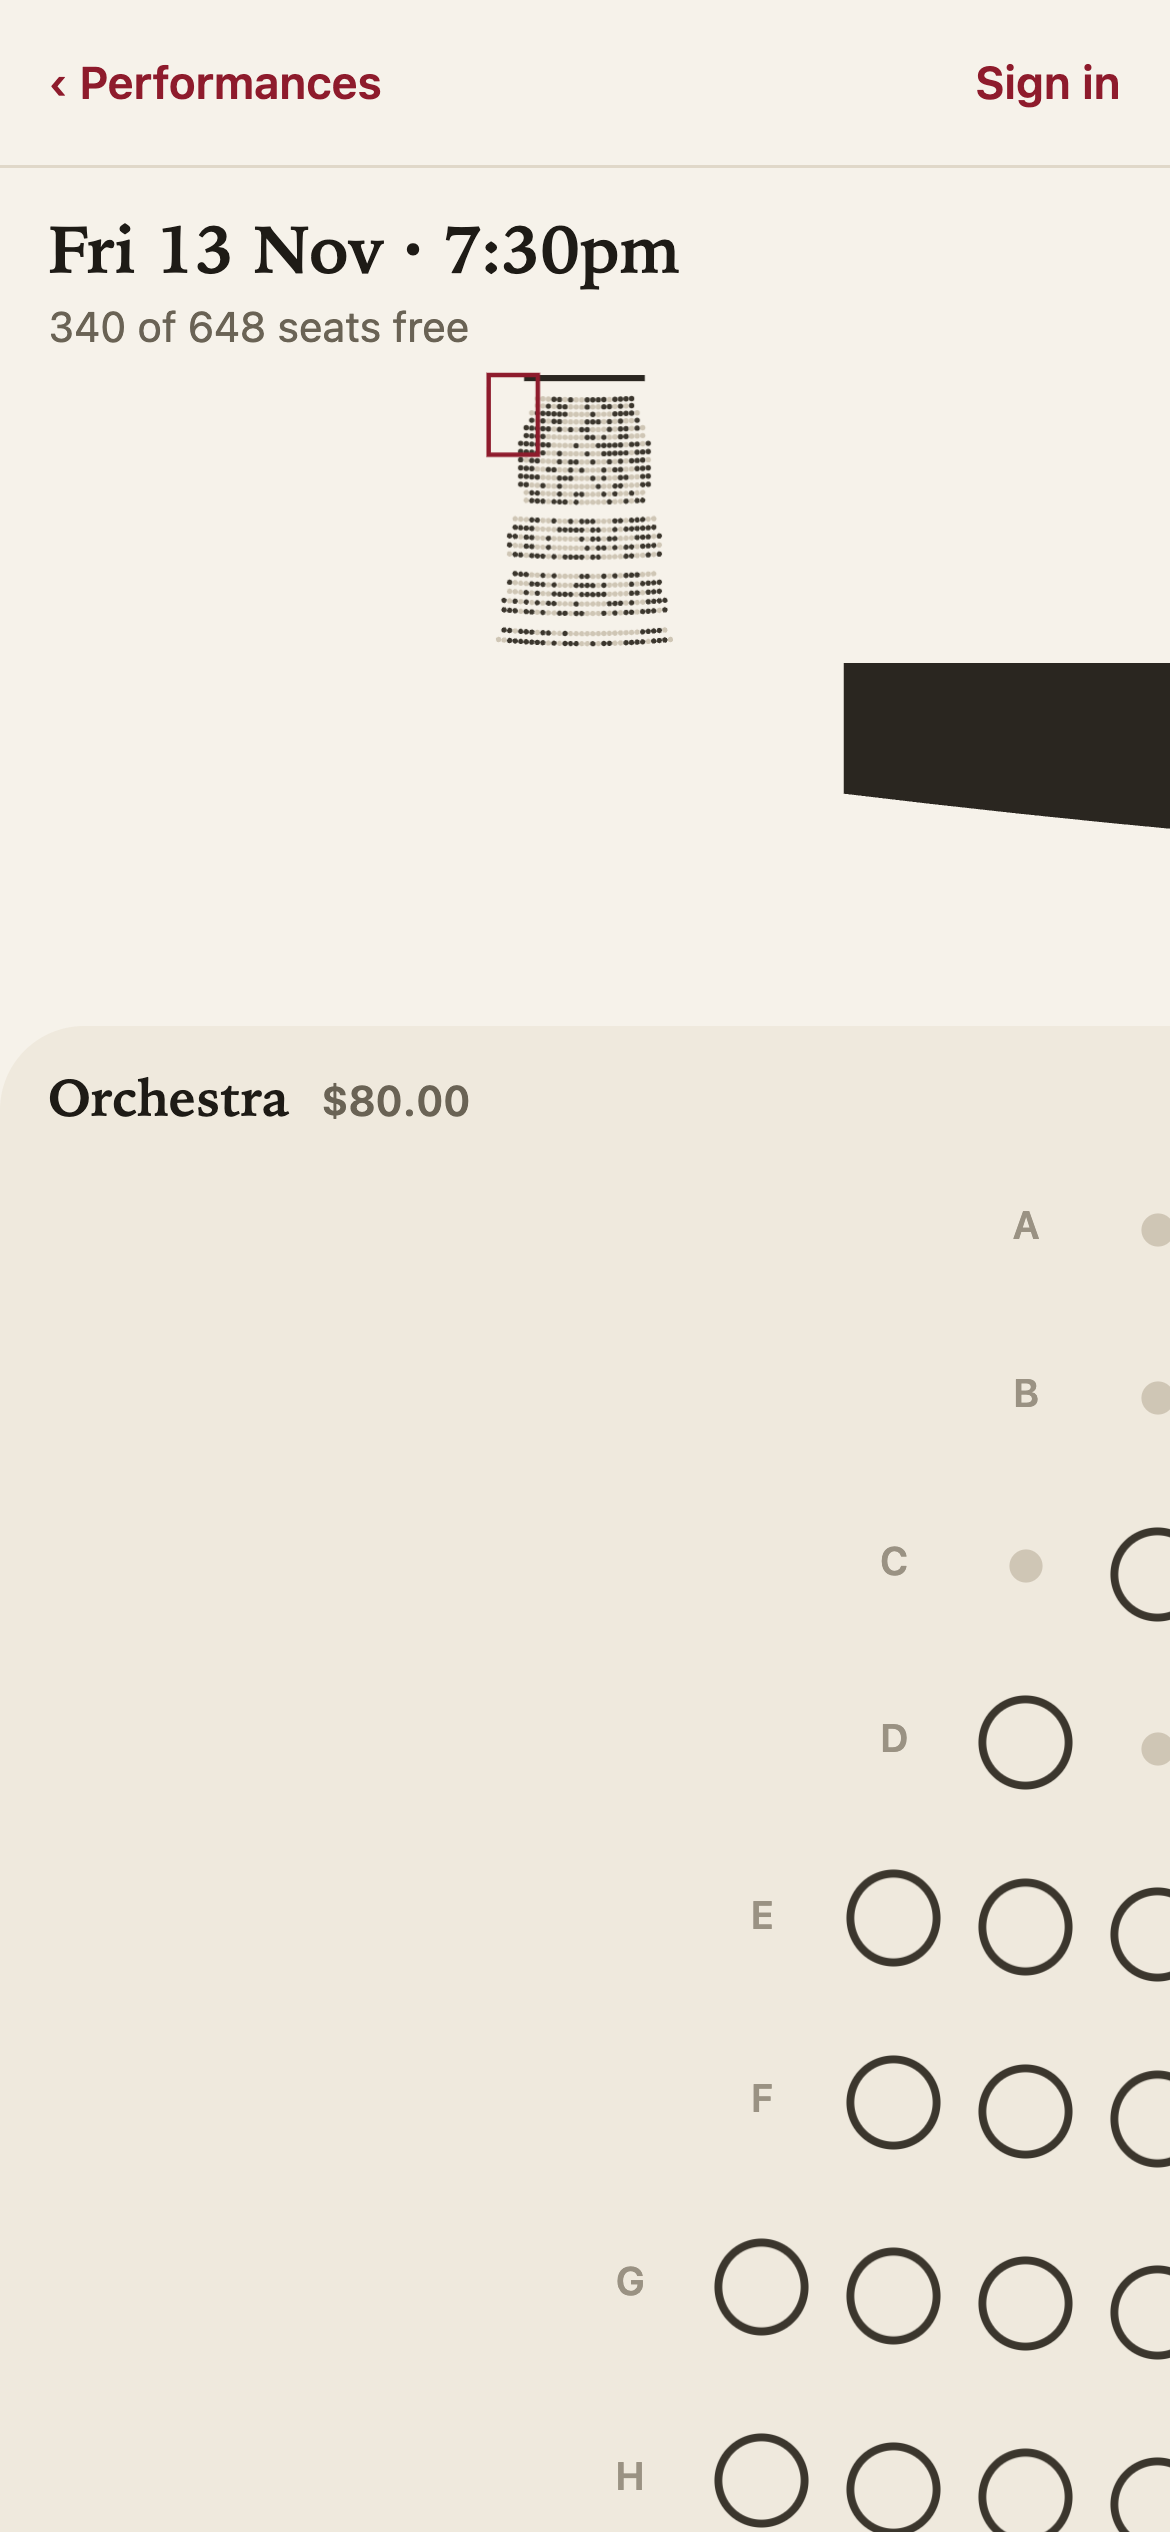 ‹ Performances
Sign in
Fri 13 Nov · 7:30pm
340 of 648 seats free
Orchestra $80.00
A
B
C
D
E
F
G
H